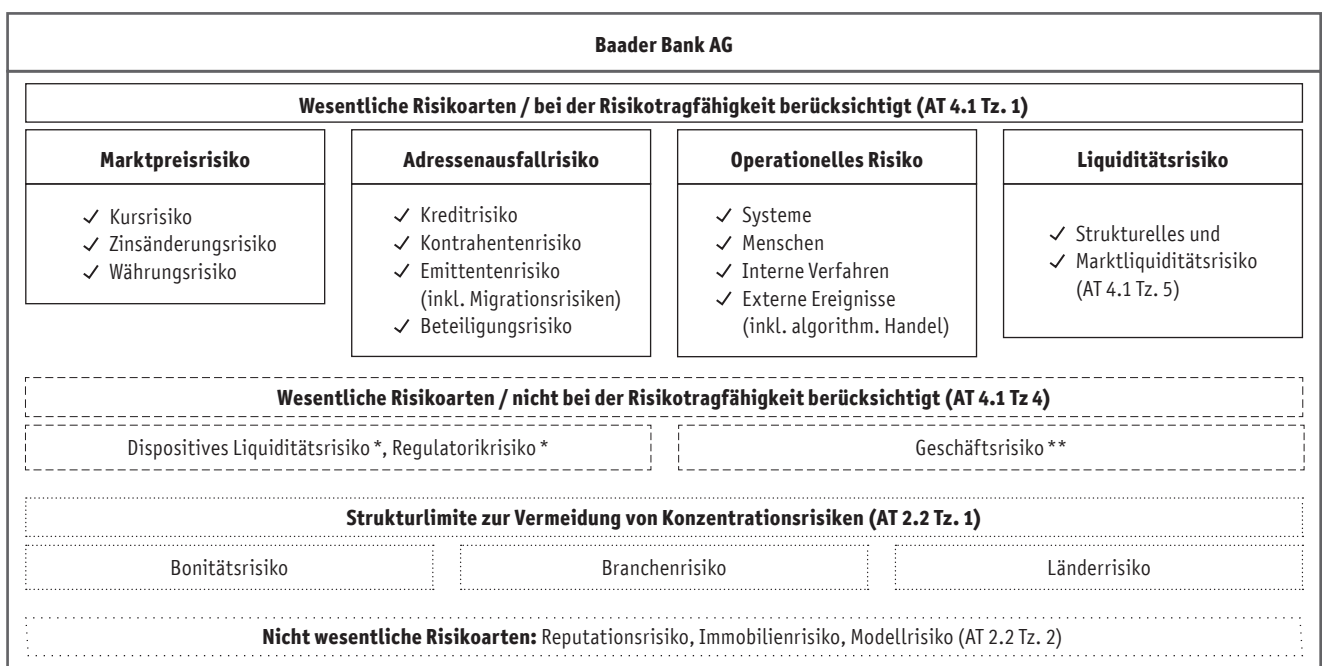 Baader Bank AG
Wesentliche Risikoarten / bei der Risikotragfähigkeit berücksichtigt (AT 4.1 Tz. 1)
Marktpreisrisiko
✓ Kursrisiko
✓ Zinsänderungsrisiko
✓ Währungsrisiko
Adressenausfallrisiko
✓ Kreditrisiko
✓ Kontrahentenrisiko
✓ Emittentenrisiko
(inkl. Migrationsrisiken)
✓ Beteiligungsrisiko
Operationelles Risiko
✓ Systeme
✓ Menschen
✓ Interne Verfahren
✓ Externe Ereignisse
(inkl. algorithm. Handel)
Liquiditätsrisiko
✓ Strukturelles und
✓ Marktliquiditätsrisiko
(AT 4.1 Tz. 5)
Wesentliche Risikoarten / nicht bei der Risikotragfähigkeit berücksichtigt (AT 4.1 Tz 4)
Dispositives Liquiditätsrisiko *, Regulatorikrisiko *
Geschäftsrisiko **
Strukturlimite zur Vermeidung von Konzentrationsrisiken (AT 2.2 Tz. 1)
Bonitätsrisiko
Branchenrisiko
Länderrisiko
Nicht wesentliche Risikoarten: Reputationsrisiko, Immobilienrisiko, Modellrisiko (AT 2.2 Tz. 2)